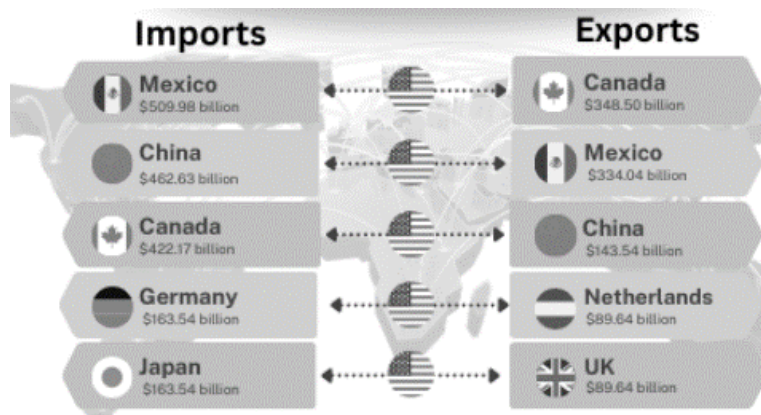 Imports
Exports
Mexico
$509.98 billion
Canada
$348.50 billion
China
$462.63 billion
Mexico
$334.04 billion
Canada
$422.17 billion
China
$143.54 billion
Germany
$163.54 billion
Netherlands
$89.64 billion
Japan
$163.54 billion
UK
$89.64 billion